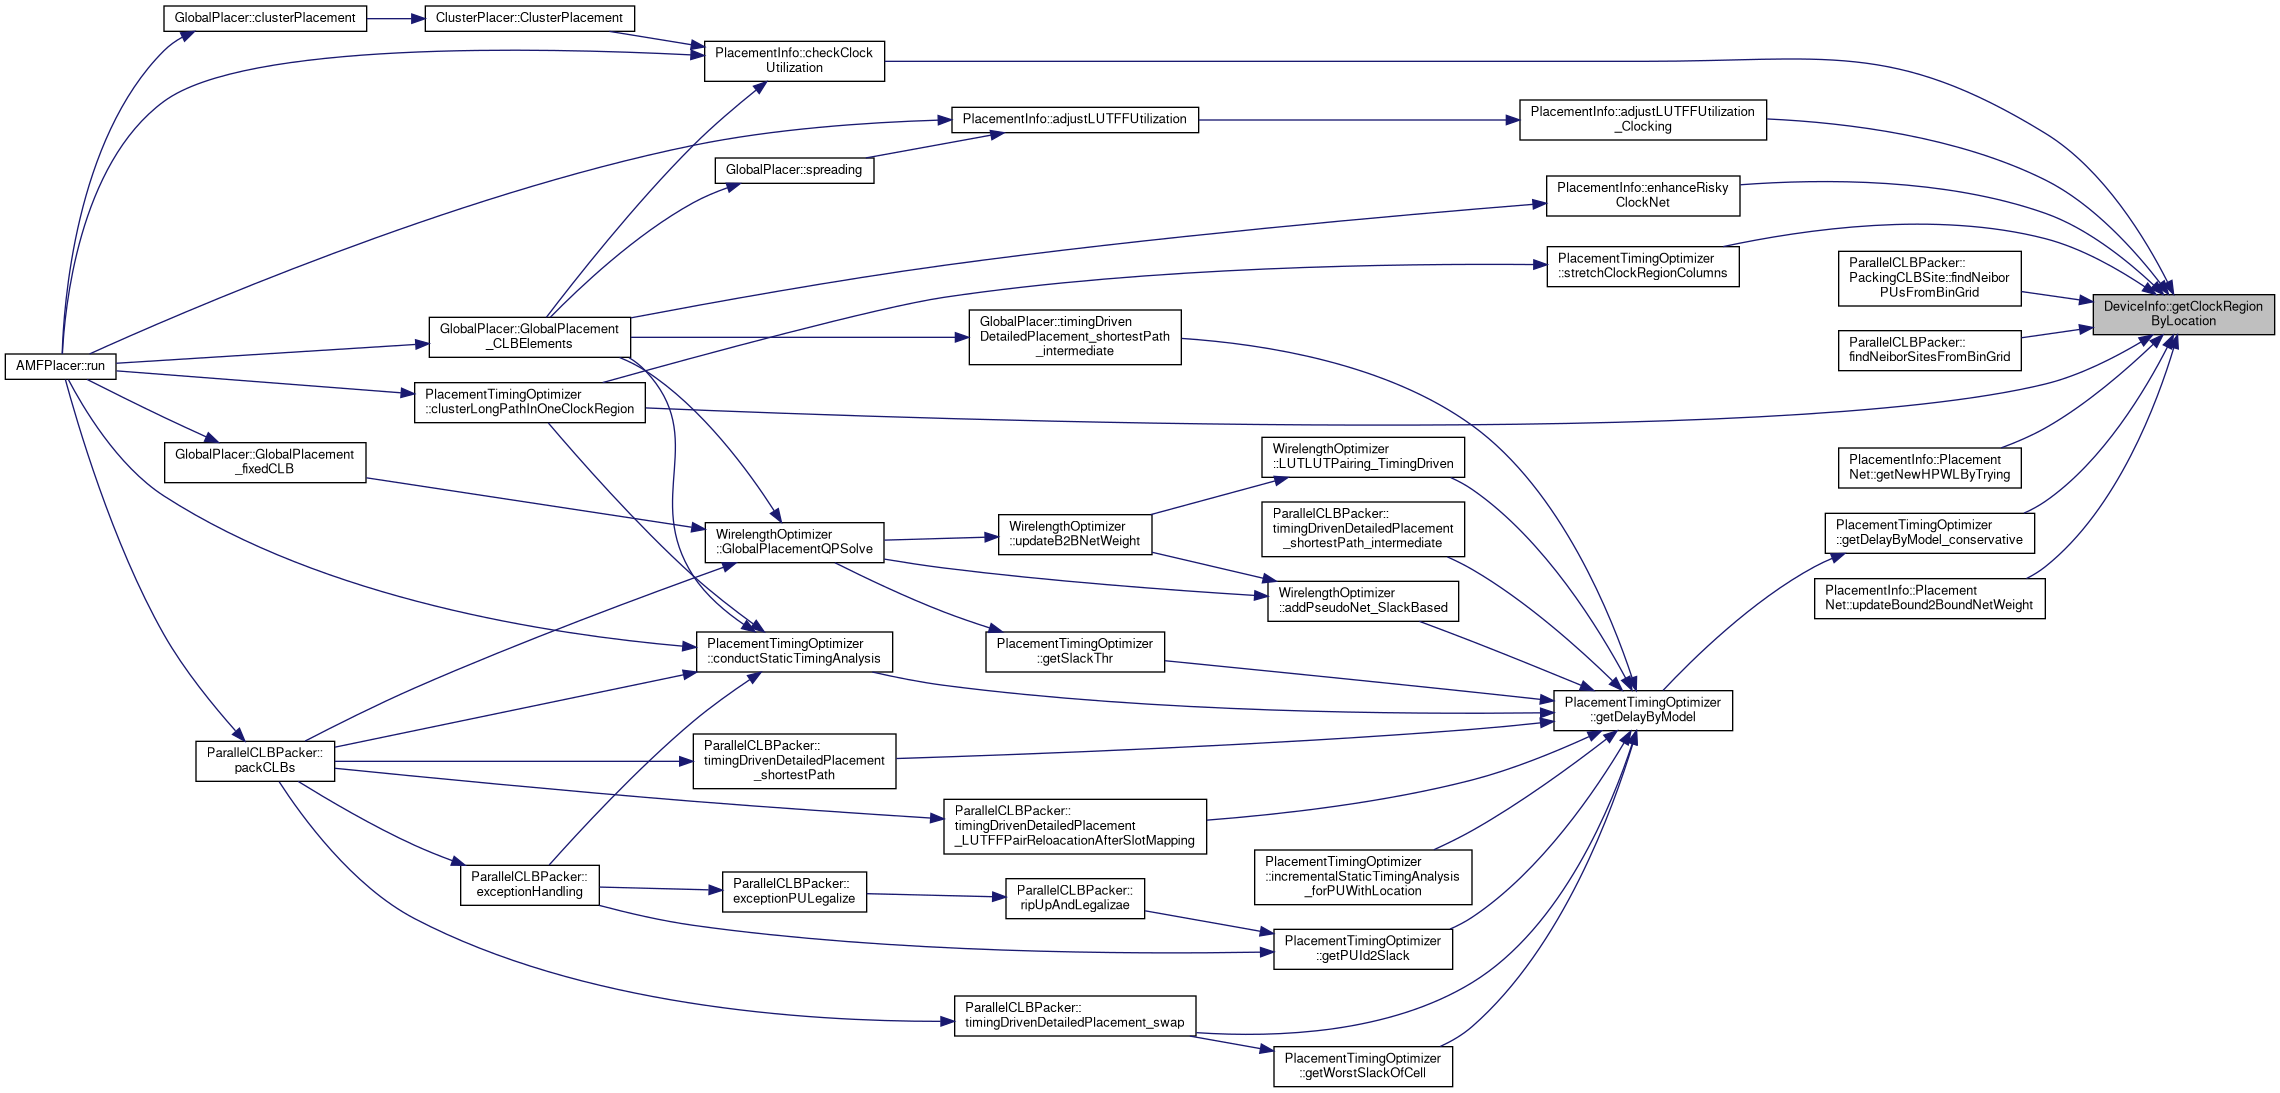 GlobalPlacer::clusterPlacement
ClusterPlacer::ClusterPlacement
PlacementInfo::checkClock
Utilization
PlacementInfo::adjustLUTFFUtilization
PlacementInfo::adjustLUTFFUtilization
_Clocking
GlobalPlacer::spreading
PlacementInfo::enhanceRisky
ClockNet
PlacementTimingOptimizer
::stretchClockRegionColumns
ParallelCLBPacker::
PackingCLBSite::findNeibor
PUsFromBinGrid
DeviceInfo::getClockRegion
ByLocation
GlobalPlacer::GlobalPlacement
_CLBElements
GlobalPlacer::timingDriven
DetailedPlacement_shortestPath
_intermediate
ParallelCLBPacker::
findNeiborSitesFromBinGrid
AMFPlacer::run
PlacementTimingOptimizer
::clusterLongPathInOneClockRegion
GlobalPlacer::GlobalPlacement
_fixedCLB
WirelengthOptimizer
::LUTLUTPairing_TimingDriven
PlacementInfo::Placement
Net::getNewHPWLByTrying
WirelengthOptimizer
::GlobalPlacementQPSolve
WirelengthOptimizer
::updateB2BNetWeight
ParallelCLBPacker::
timingDrivenDetailedPlacement
_shortestPath_intermediate
PlacementTimingOptimizer
::getDelayByModel_conservative
WirelengthOptimizer
::addPseudoNet_SlackBased
PlacementInfo::Placement
Net::updateBound2BoundNetWeight
PlacementTimingOptimizer
::conductStaticTimingAnalysis
PlacementTimingOptimizer
::getSlackThr
PlacementTimingOptimizer
::getDelayByModel
ParallelCLBPacker::
packCLBs
ParallelCLBPacker::
timingDrivenDetailedPlacement
_shortestPath
ParallelCLBPacker::
timingDrivenDetailedPlacement
_LUTFFPairReloacationAfterSlotMapping
PlacementTimingOptimizer
::incrementalStaticTimingAnalysis
_forPUWithLocation
ParallelCLBPacker::
exceptionHandling
ParallelCLBPacker::
exceptionPULegalize
ParallelCLBPacker::
ripUpAndLegalizae
PlacementTimingOptimizer
::getPUId2Slack
ParallelCLBPacker::
timingDrivenDetailedPlacement_swap
PlacementTimingOptimizer
::getWorstSlackOfCell